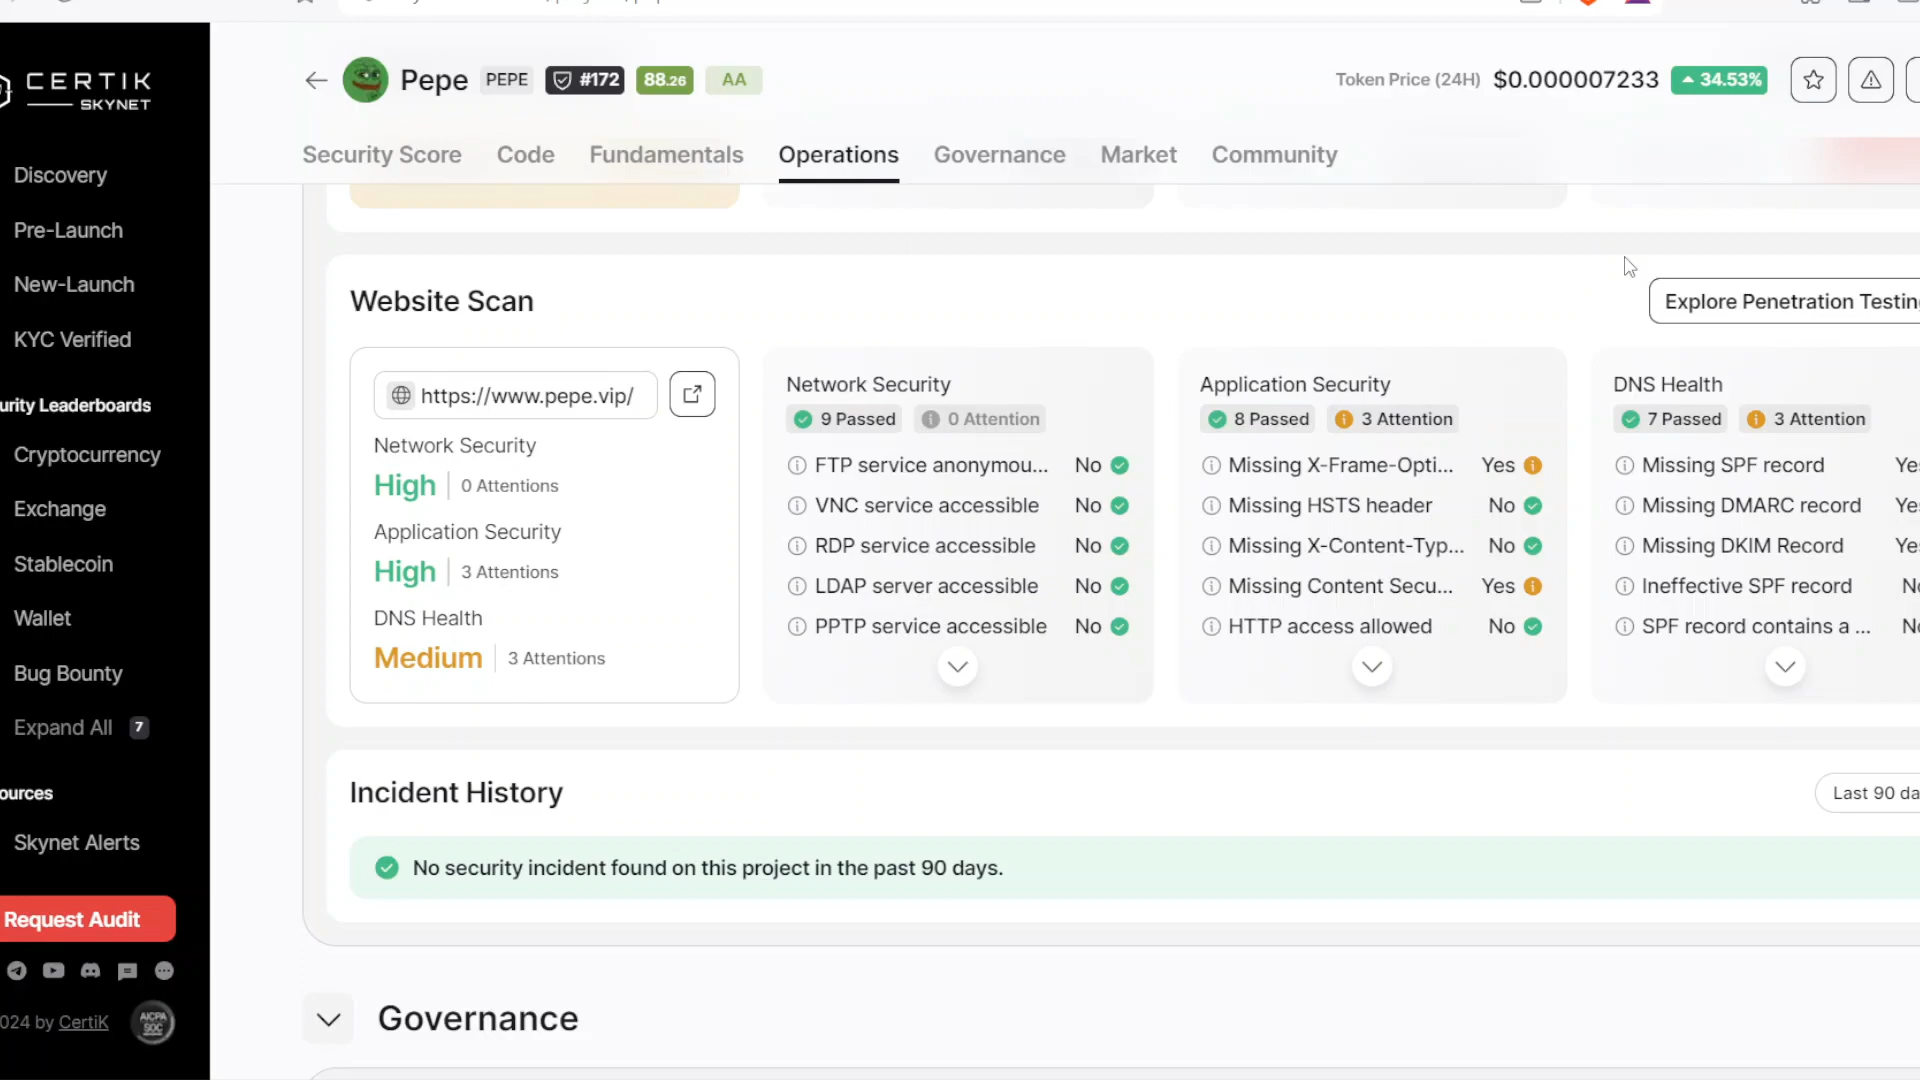 CERTIK
SKYNET
Discovery
Pre-Launch
New-Launch
KYC Verified
urity Leaderboards
Cryptocurrency
Exchange
Stablecoin
Wallet
Bug Bounty
Expand All 7
ources
Skynet Alerts
Request Audit
024 by CertiK
AICPA
SOC
Pepe PEPE #172 88.26 AA
Token Price (24H) $0.000007233 34.53%
Security Score Code Fundamentals Operations Governance Market Community
Website Scan
Explore Penetration Testing
https://www.pepe.vip/
Network Security
High 0 Attentions
Application Security
High 3 Attentions
DNS Health
Medium 3 Attentions
Network Security
9 Passed 0 Attention
FTP service anonymou... No
VNC service accessible No
RDP service accessible No
LDAP server accessible No
PPTP service accessible No
Application Security
8 Passed 3 Attention
Missing X-Frame-Opti... Yes
Missing HSTS header No
Missing X-Content-Typ... No
Missing Content Secu... Yes
HTTP access allowed No
DNS Health
7 Passed 3 Attention
Missing SPF record Yes
Missing DMARC record Yes
Missing DKIM Record Yes
Ineffective SPF record No
SPF record contains a ... No
Incident History
Last 90 da
No security incident found on this project in the past 90 days.
Governance